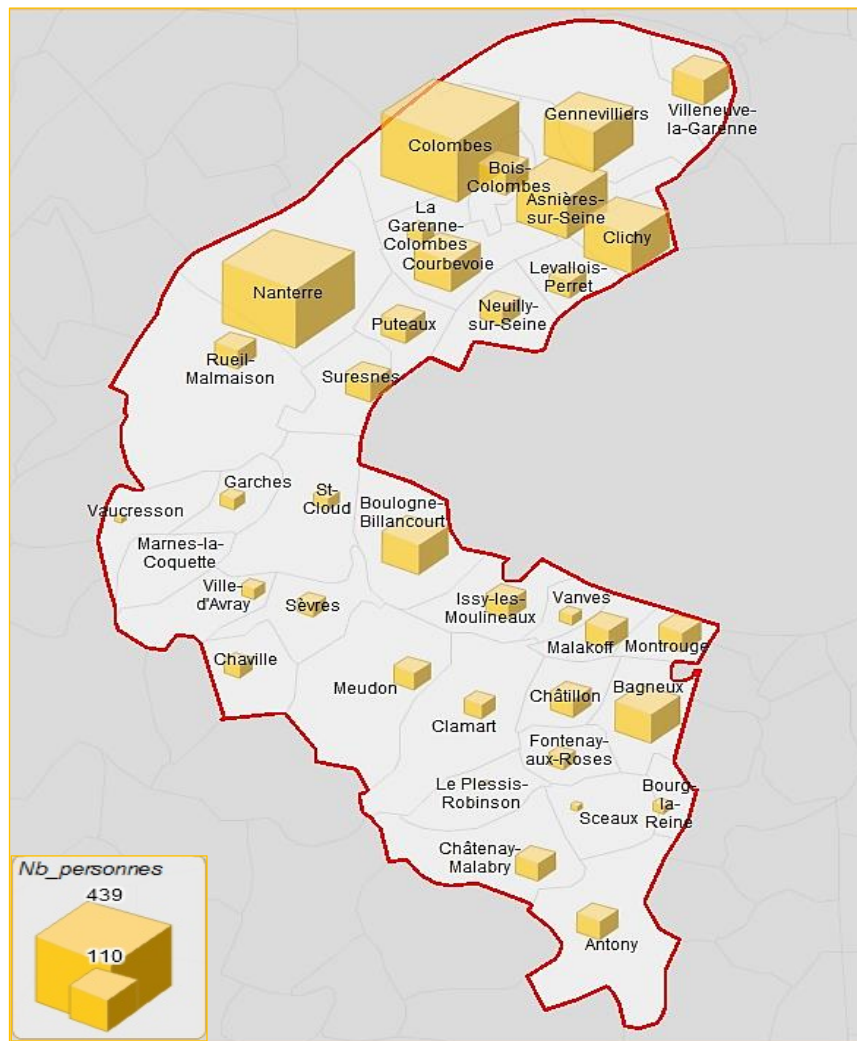 Villeneuve-
la-Garenne
Gennevilliers
Colombes
Bois-
Colombes
Asnières-
sur-Seine
La
Garenne-
Colombes
Clichy
Courbevoie
Levallois-
Perret
Nanterre
Neuilly-
sur-Seine
Puteaux
Rueil-
Malmaison
Suresnes
Garches
St-
Cloud
Boulogne-
Billancourt
Vaucresson
Marnes-la-
Coquette
Ville-
d'Avray
Sèvres
Issy-les-
Moulineaux
Vanves
Malakoff
Montrouge
Chaville
Meudon
Châtillon
Bagneux
Clamart
Fontenay-
aux-Roses
Le Plessis-
Robinson
Sceaux
Bourg-
la-
Reine
Châtenay-
Malabry
Antony
Nb_personnes
439
110